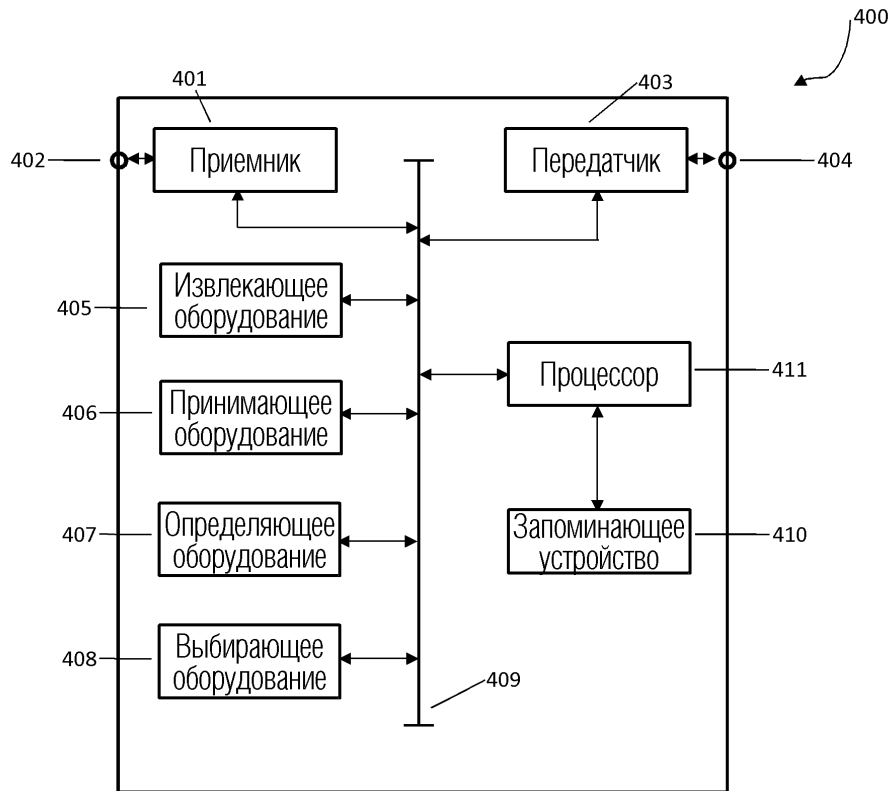 400
401
403
402
Приемник
Передатчик
404
405
Извлекающее
оборудование
Процессор
411
406
Принимающее
оборудование
407
Определяющее
оборудование
Запоминающее
устройство
410
408
Выбирающее
оборудование
409